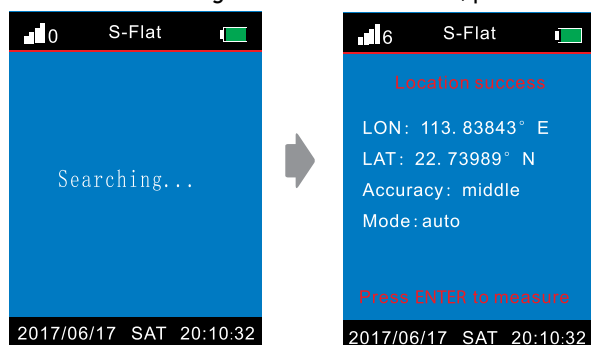 0 S-Flat
Searching...
2017/06/17 SAT 20:10:32
6 S-Flat
Location success
LON: 113.83843° E
LAT: 22.73989° N
Accuracy: middle
Mode:auto
Press ENTER to measure
2017/06/17 SAT 20:10:32